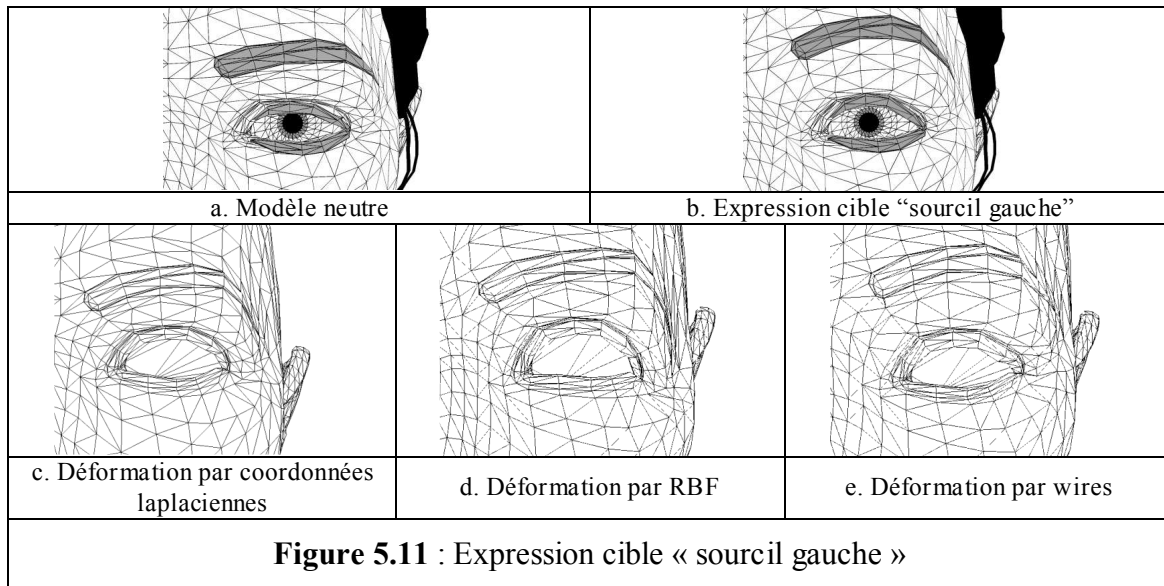 a. Modèle neutre
b. Expression cible “sourcil gauche”
c. Déformation par coordonnées
laplaciennes
d. Déformation par RBF
e. Déformation par wires
Figure 5.11 : Expression cible « sourcil gauche »